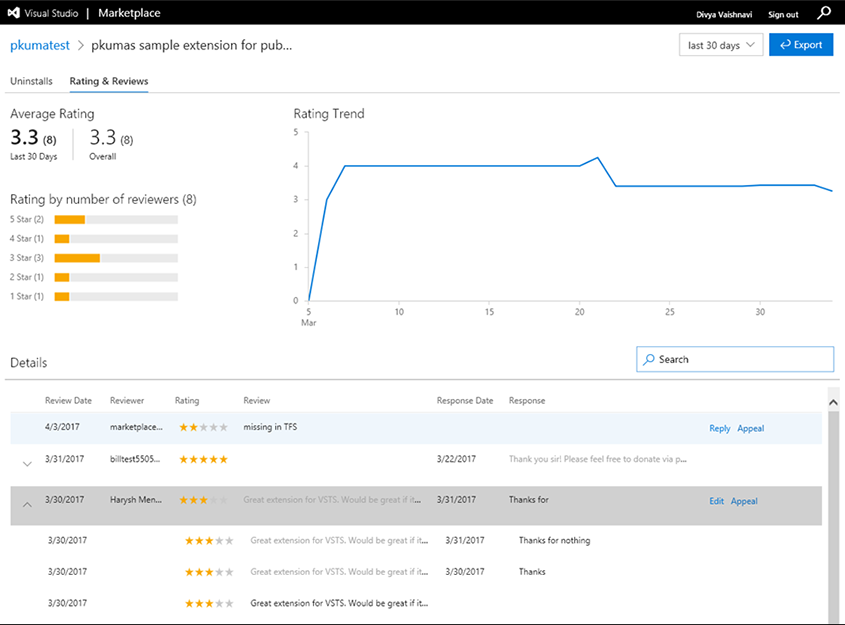 Visual Studio | Marketplace
Divya Vaishnavi Sign out
pkumatest > pkumas sample extension for pub...
last 30 days Export
Uninstalls Rating & Reviews
Average Rating
3.3 (8) 3.3 (8)
Last 30 Days Overall
Rating by number of reviewers (8)
5 Star (2)
4 Star (1)
3 Star (3)
2 Star (1)
1 Star (1)
Rating Trend
5
4
3
2
1
0
5 10 15 20 25 30
Mar
Details
Search
Review Date Reviewer Rating Review Response Date Response
4/3/2017 marketplace... missing in TFS Reply Appeal
3/31/2017 billtest5505... 3/22/2017 Thank you sir! Please feel free to donate via p...
3/30/2017 Harysh Men... Great extension for VSTS. Would be great if it... 3/31/2017 Thanks for Edit Appeal
3/30/2017 Great extension for VSTS. Would be great if it... 3/31/2017 Thanks for nothing
3/30/2017 Great extension for VSTS. Would be great if it... 3/30/2017 Thanks
3/30/2017 Great extension for VSTS. Would be great if it...